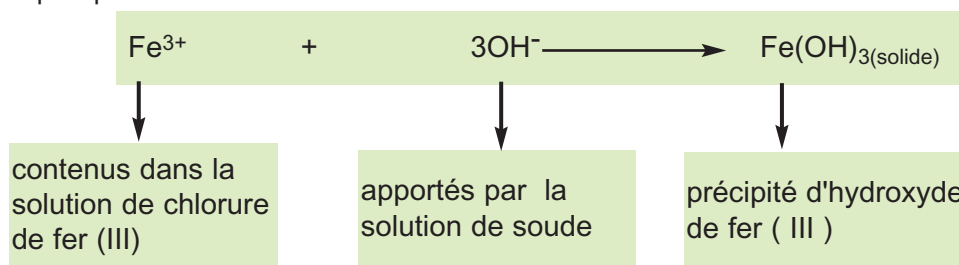 Fe3+ + 3OH- Fe(OH)3(solide)
contenus dans la
solution de chlorure
de fer (III)
apportés par la
solution de soude
précipité d'hydroxyde
de fer ( III )